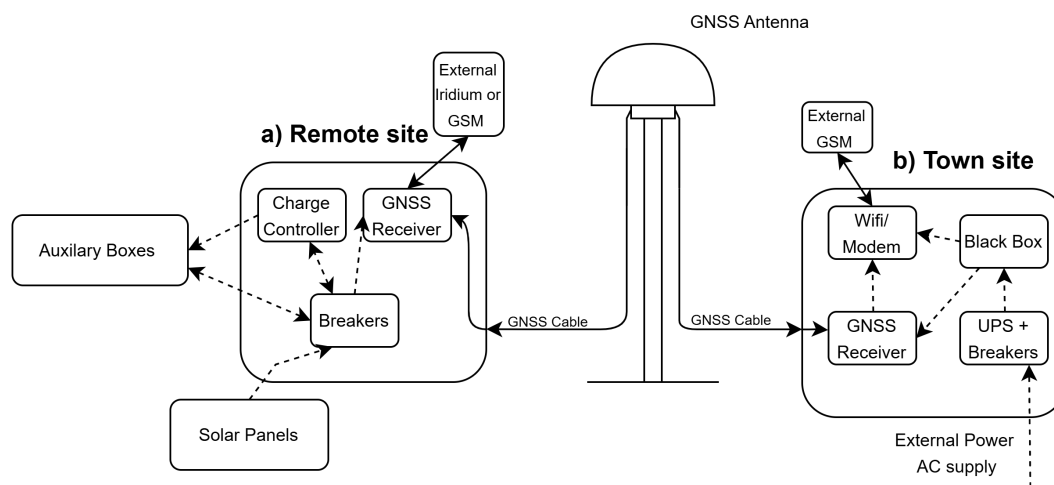 GNSS Antenna
External
Iridium or
GSM
a) Remote site
External
GSM
b) Town site
Charge
Controller
GNSS
Receiver
Wifi/
Modem
Black Box
Auxilary Boxes
Breakers
GNSS Cable
GNSS Cable
GNSS
Receiver
UPS +
Breakers
Solar Panels
External Power
AC supply